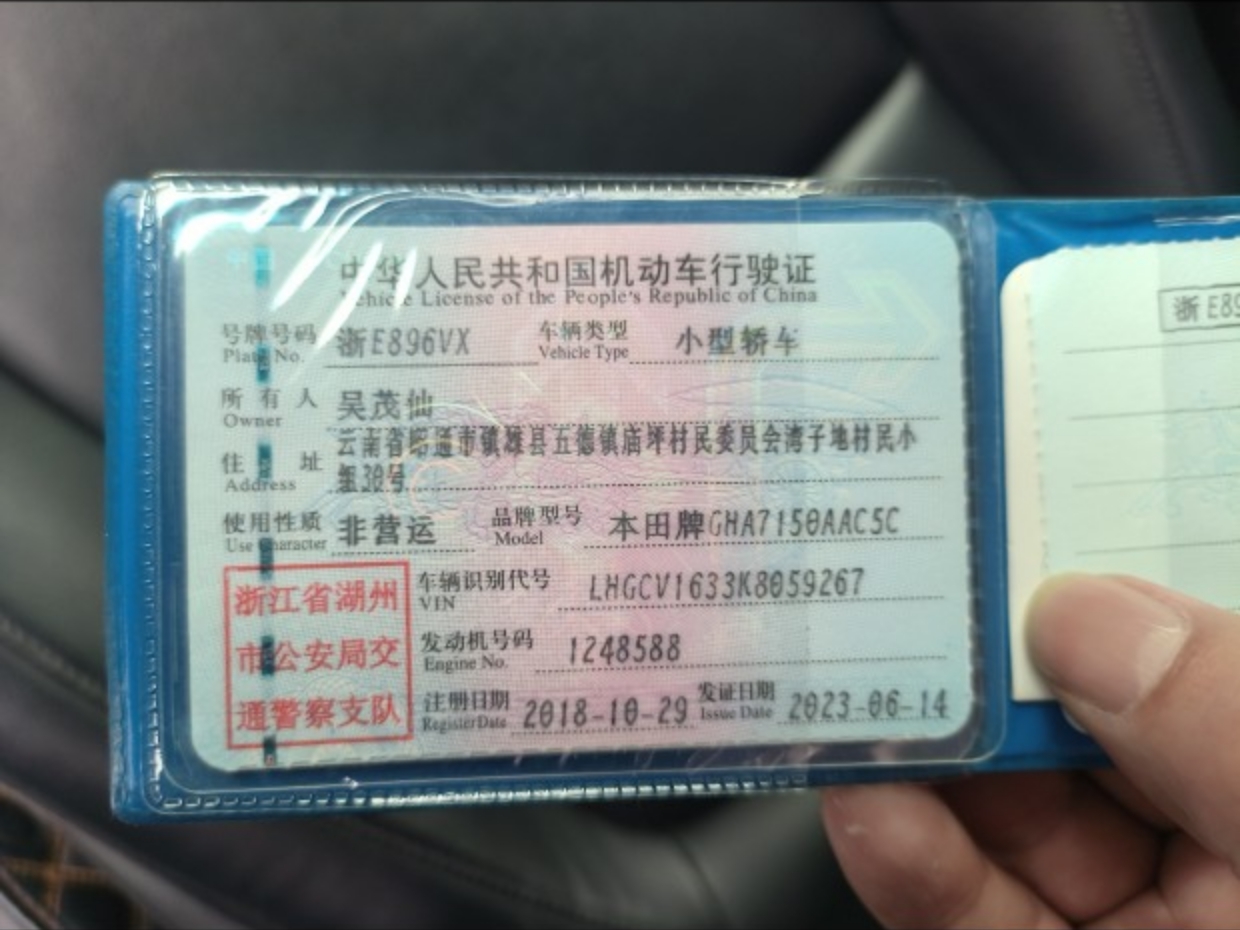 中华人民共和国机动车行驶证
Vehicle License of the People's Republic of China
号牌号码 浙E896VX 车辆类型 小型轿车
Plate No. Vehicle Type
所有人 吴茂仙
Owner
云南省昭通市镇雄县五德镇庙坪村民委员会湾子地村民小
住址 组30号
Address
使用性质 非营运 品牌型号 本田牌GHA7150AAC5C
Use Character Model
浙江省湖州 车辆识别代号 LHGCV1633K8059267
VIN
市公安局交 发动机号码 1248588
Engine No.
通警察支队 注册日期 2018-10-29 发证日期 2023-06-14
Register Date Issue Date
浙E89